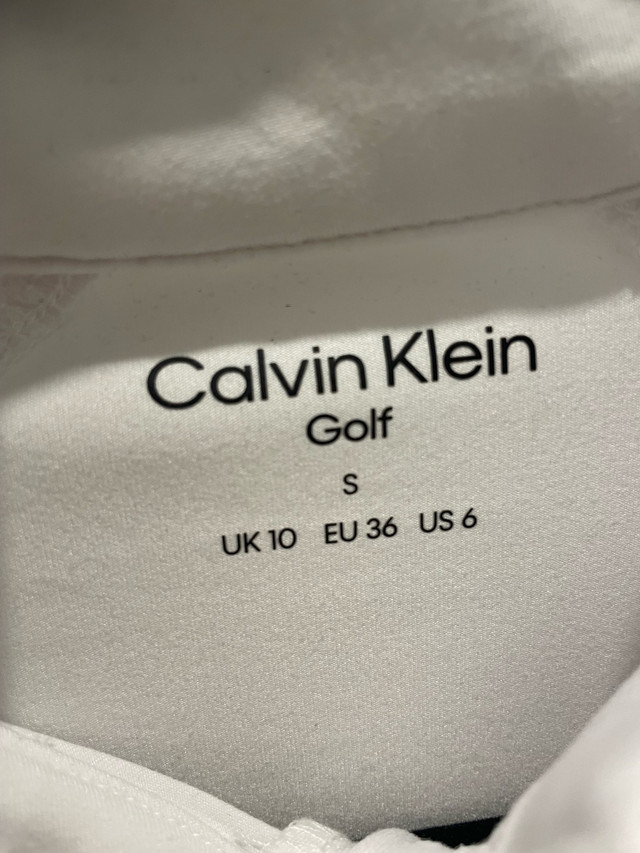 Calvin Klein
Golf
S
UK 10 EU 36 US 6